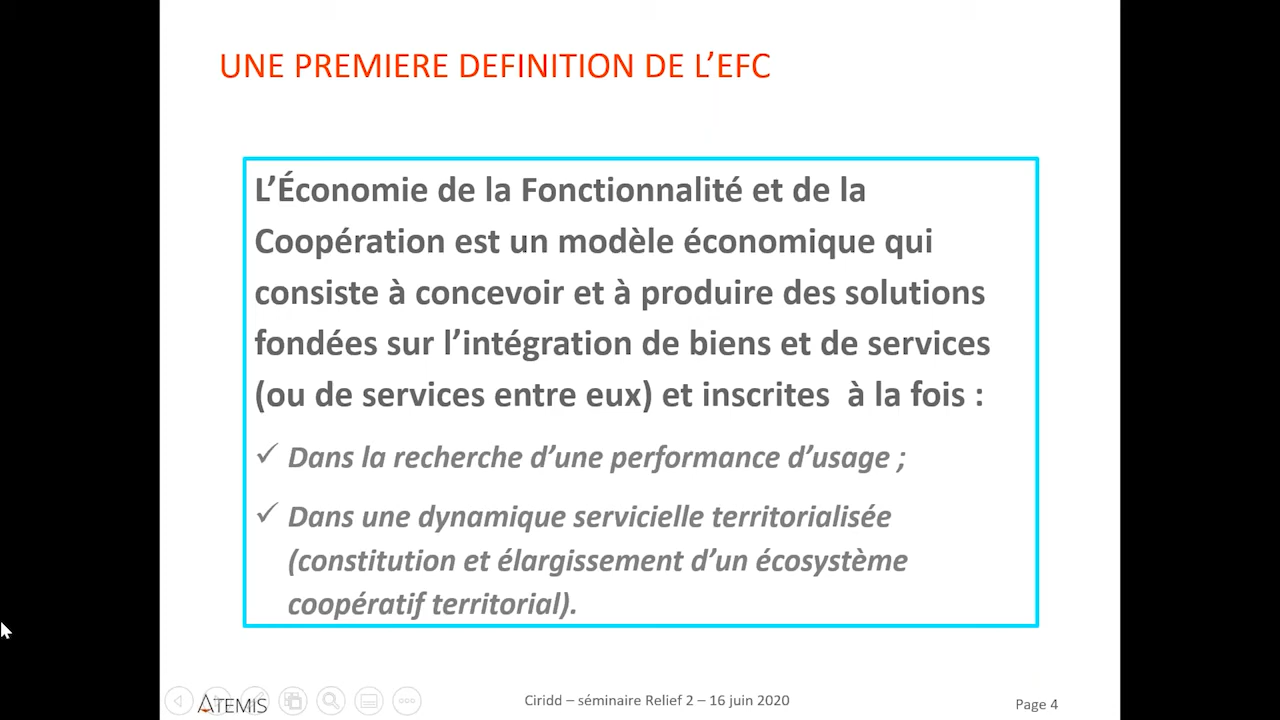 UNE PREMIERE DEFINITION DE L’EFC
L’Économie de la Fonctionnalité et de la
Coopération est un modèle économique qui
consiste à concevoir et à produire des solutions
fondées sur l’intégration de biens et de services
(ou de services entre eux) et inscrites à la fois :
✓ Dans la recherche d’une performance d’usage ;
✓ Dans une dynamique servicielle territorialisée
(constitution et élargissement d’un écosystème
coopératif territorial).
ATEMIS
Ciridd – séminaire Relief 2 – 16 juin 2020
Page 4